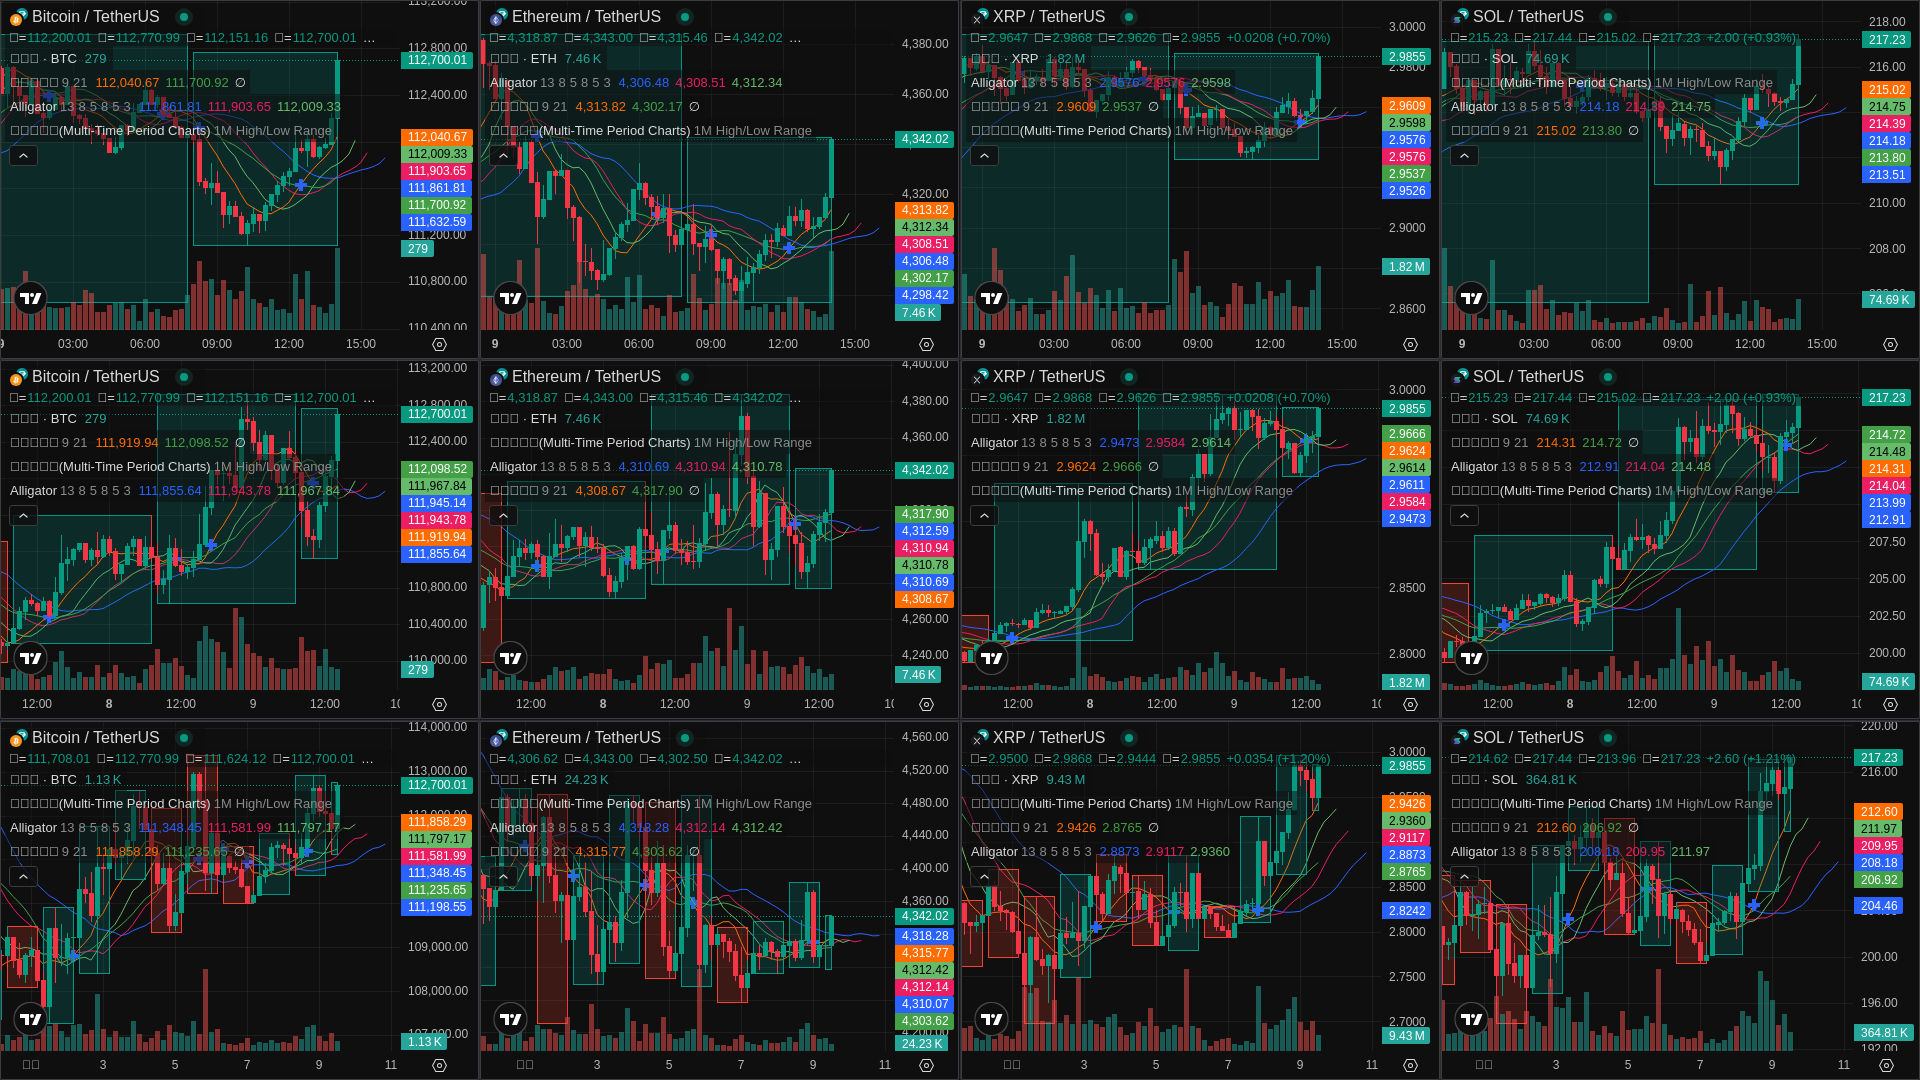 Bitcoin / TetherUS
=112,200.01 =112,770.99 =112,151.16 =112,700.01 …
· BTC 279
9 21 112,040.67 111,700.92 ∅
Alligator 13 8 5 8 5 3 111,861.81 111,903.65 112,009.33
(Multi-Time Period Charts) 1M High/Low Range
112,800.00
112,700.01
112,400.00
112,040.67
112,009.33
111,903.65
111,861.81
111,700.92
111,632.59
111,200.00
279
110,800.00
110,400.00
9 03:00 06:00 09:00 12:00 15:00
Ethereum / TetherUS
=4,318.87 =4,343.00 =4,315.46 =4,342.02 …
· ETH 7.46 K
Alligator 13 8 5 8 5 3 4,306.48 4,308.51 4,312.34
9 21 4,313.82 4,302.17 ∅
(Multi-Time Period Charts) 1M High/Low Range
4,380.00
4,360.00
4,342.02
4,320.00
4,313.82
4,312.34
4,308.51
4,306.48
4,302.17
4,298.42
7.46 K
9 03:00 06:00 09:00 12:00 15:00
XRP / TetherUS
=2.9647 =2.9868 =2.9626 =2.9855 +0.0208 (+0.70%)
· XRP 1.82 M
Alligator 13 8 5 8 5 3 2.9576 2.9576 2.9598
9 21 2.9609 2.9537 ∅
(Multi-Time Period Charts) 1M High/Low Range
3.0000
2.9855
2.9800
2.9609
2.9598
2.9576
2.9576
2.9537
2.9526
2.9000
1.82 M
2.8600
9 03:00 06:00 09:00 12:00 15:00
SOL / TetherUS
=215.23 =217.44 =215.02 =217.23 +2.00 (+0.93%)
· SOL 74.69 K
(Multi-Time Period Charts) 1M High/Low Range
Alligator 13 8 5 8 5 3 214.18 214.39 214.75
9 21 215.02 213.80 ∅
218.00
217.23
216.00
215.02
214.75
214.39
214.18
213.80
213.51
210.00
208.00
74.69 K
9 03:00 06:00 09:00 12:00 15:00
Bitcoin / TetherUS
=112,200.01 =112,770.99 =112,151.16 =112,700.01 …
· BTC 279
9 21 111,919.94 112,098.52 ∅
(Multi-Time Period Charts) 1M High/Low Range
Alligator 13 8 5 8 5 3 111,855.64 111,943.78 111,967.84
113,200.00
112,800.00
112,700.01
112,400.00
112,098.52
111,967.84
111,945.14
111,943.78
111,919.94
111,855.64
110,800.00
110,400.00
110,000.00
279
12:00 8 12:00 9 12:00
Ethereum / TetherUS
=4,318.87 =4,343.00 =4,315.46 =4,342.02 …
· ETH 7.46 K
(Multi-Time Period Charts) 1M High/Low Range
Alligator 13 8 5 8 5 3 4,310.69 4,310.94 4,310.78
9 21 4,308.67 4,317.90 ∅
4,400.00
4,380.00
4,360.00
4,342.02
4,317.90
4,312.59
4,310.94
4,310.78
4,310.69
4,308.67
4,260.00
4,240.00
7.46 K
12:00 8 12:00 9 12:00
XRP / TetherUS
=2.9647 =2.9868 =2.9626 =2.9855 +0.0208 (+0.70%)
· XRP 1.82 M
Alligator 13 8 5 8 5 3 2.9473 2.9584 2.9614
9 21 2.9624 2.9666 ∅
(Multi-Time Period Charts) 1M High/Low Range
3.0000
2.9855
2.9666
2.9624
2.9614
2.9611
2.9584
2.9473
2.8500
2.8000
1.82 M
12:00 8 12:00 9 12:00
SOL / TetherUS
=215.23 =217.44 =215.02 =217.23 +2.00 (+0.93%)
· SOL 74.69 K
9 21 214.31 214.72 ∅
Alligator 13 8 5 8 5 3 212.91 214.04 214.48
(Multi-Time Period Charts) 1M High/Low Range
217.23
214.72
214.48
214.31
214.04
213.99
212.91
207.50
205.00
202.50
200.00
74.69 K
12:00 8 12:00 9 12:00
Bitcoin / TetherUS
=111,708.01 =112,770.99 =111,624.12 =112,700.01 …
· BTC 1.13 K
(Multi-Time Period Charts) 1M High/Low Range
Alligator 13 8 5 8 5 3 111,348.45 111,581.99 111,797.17
9 21 111,858.29 111,235.65 ∅
114,000.00
113,000.00
112,700.01
111,858.29
111,797.17
111,581.99
111,348.45
111,235.65
111,198.55
109,000.00
108,000.00
1.13 K
3 5 7 9 11
Ethereum / TetherUS
=4,306.62 =4,343.00 =4,302.50 =4,342.02 …
· ETH 24.23 K
(Multi-Time Period Charts) 1M High/Low Range
Alligator 13 8 5 8 5 3 4,318.28 4,312.14 4,312.42
9 21 4,315.77 4,303.62 ∅
4,560.00
4,520.00
4,480.00
4,440.00
4,400.00
4,360.00
4,342.02
4,318.28
4,315.77
4,312.42
4,312.14
4,310.07
4,303.62
4,200.00
24.23 K
3 5 7 9 11
XRP / TetherUS
=2.9500 =2.9868 =2.9444 =2.9855 +0.0354 (+1.20%)
· XRP 9.43 M
(Multi-Time Period Charts) 1M High/Low Range
9 21 2.9426 2.8765 ∅
Alligator 13 8 5 8 5 3 2.8873 2.9117 2.9360
3.0000
2.9855
2.9426
2.9360
2.9117
2.8873
2.8765
2.8500
2.8242
2.8000
2.7500
2.7000
9.43 M
3 5 7 9 11
SOL / TetherUS
=214.62 =217.44 =213.96 =217.23 +2.60 (+1.21%)
· SOL 364.81 K
(Multi-Time Period Charts) 1M High/Low Range
9 21 212.60 206.92 ∅
Alligator 13 8 5 8 5 3 208.18 209.95 211.97
220.00
217.23
216.00
212.60
211.97
209.95
208.18
206.92
204.46
200.00
196.00
364.81 K
192.00
3 5 7 9 11